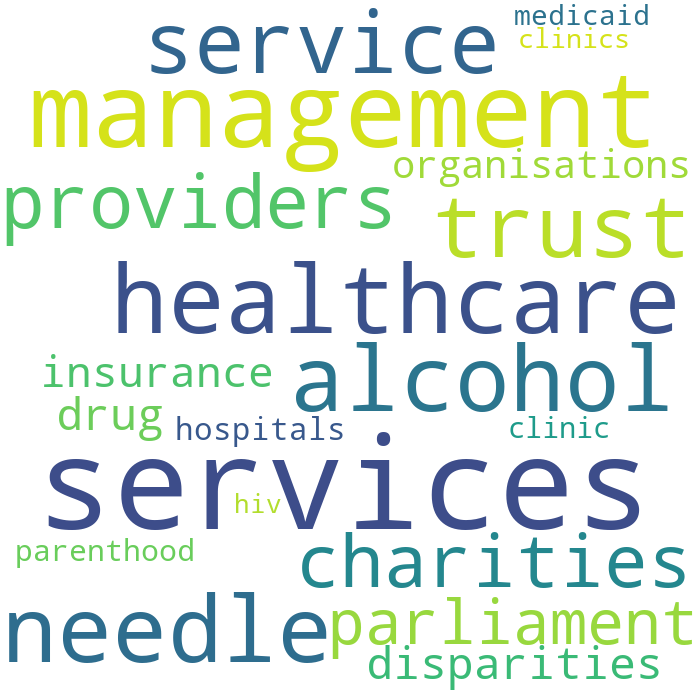 medicaid
service
clinics
management
organisations
providers
trust
healthcare
insurance
alcohol
drug
hospitals
clinic
services
hiv
parenthood
charities
needle
parliament
disparities